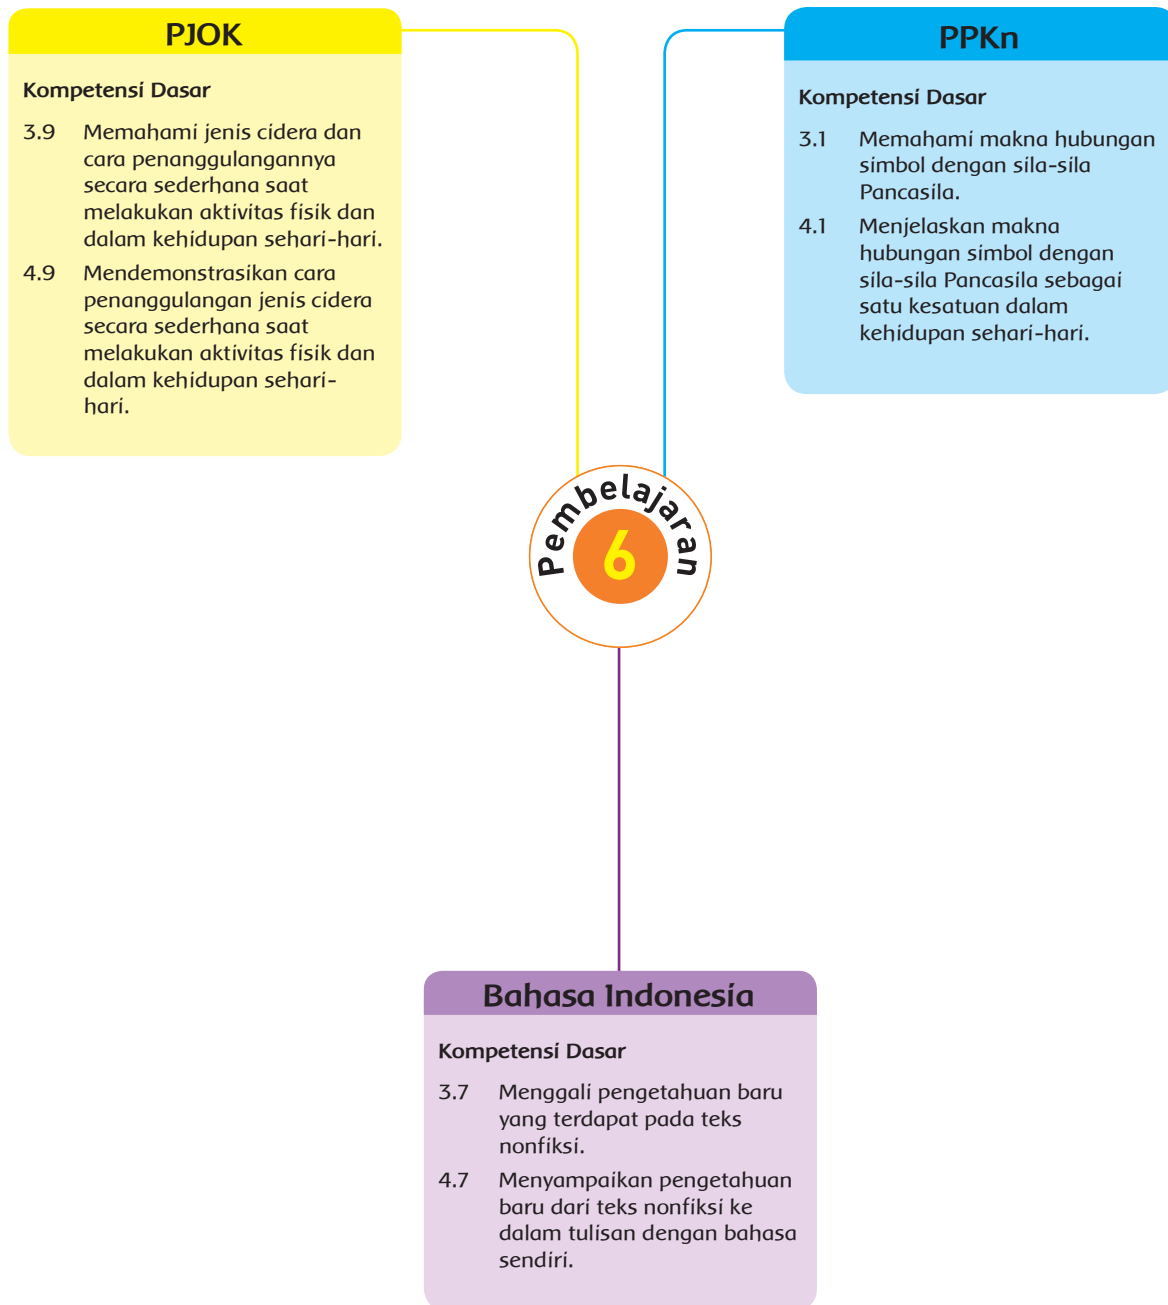 PJOK
Kompetensi Dasar
3.9 Memahami jenis cidera dan
cara penanggulangannya
secara sederhana saat
melakukan aktivitas fisik dan
dalam kehidupan sehari-hari.
4.9 Mendemonstrasikan cara
penanggulangan jenis cidera
secara sederhana saat
melakukan aktivitas fisik dan
dalam kehidupan sehari-
hari.
PPKn
Kompetensi Dasar
3.1 Memahami makna hubungan
simbol dengan sila-sila
Pancasila.
4.1 Menjelaskan makna
hubungan simbol dengan
sila-sila Pancasila sebagai
satu kesatuan dalam
kehidupan sehari-hari.
Pembelajaran
6
Bahasa Indonesia
Kompetensi Dasar
3.7 Menggali pengetahuan baru
yang terdapat pada teks
nonfiksi.
4.7 Menyampaikan pengetahuan
baru dari teks nonfiksi ke
dalam tulisan dengan bahasa
sendiri.